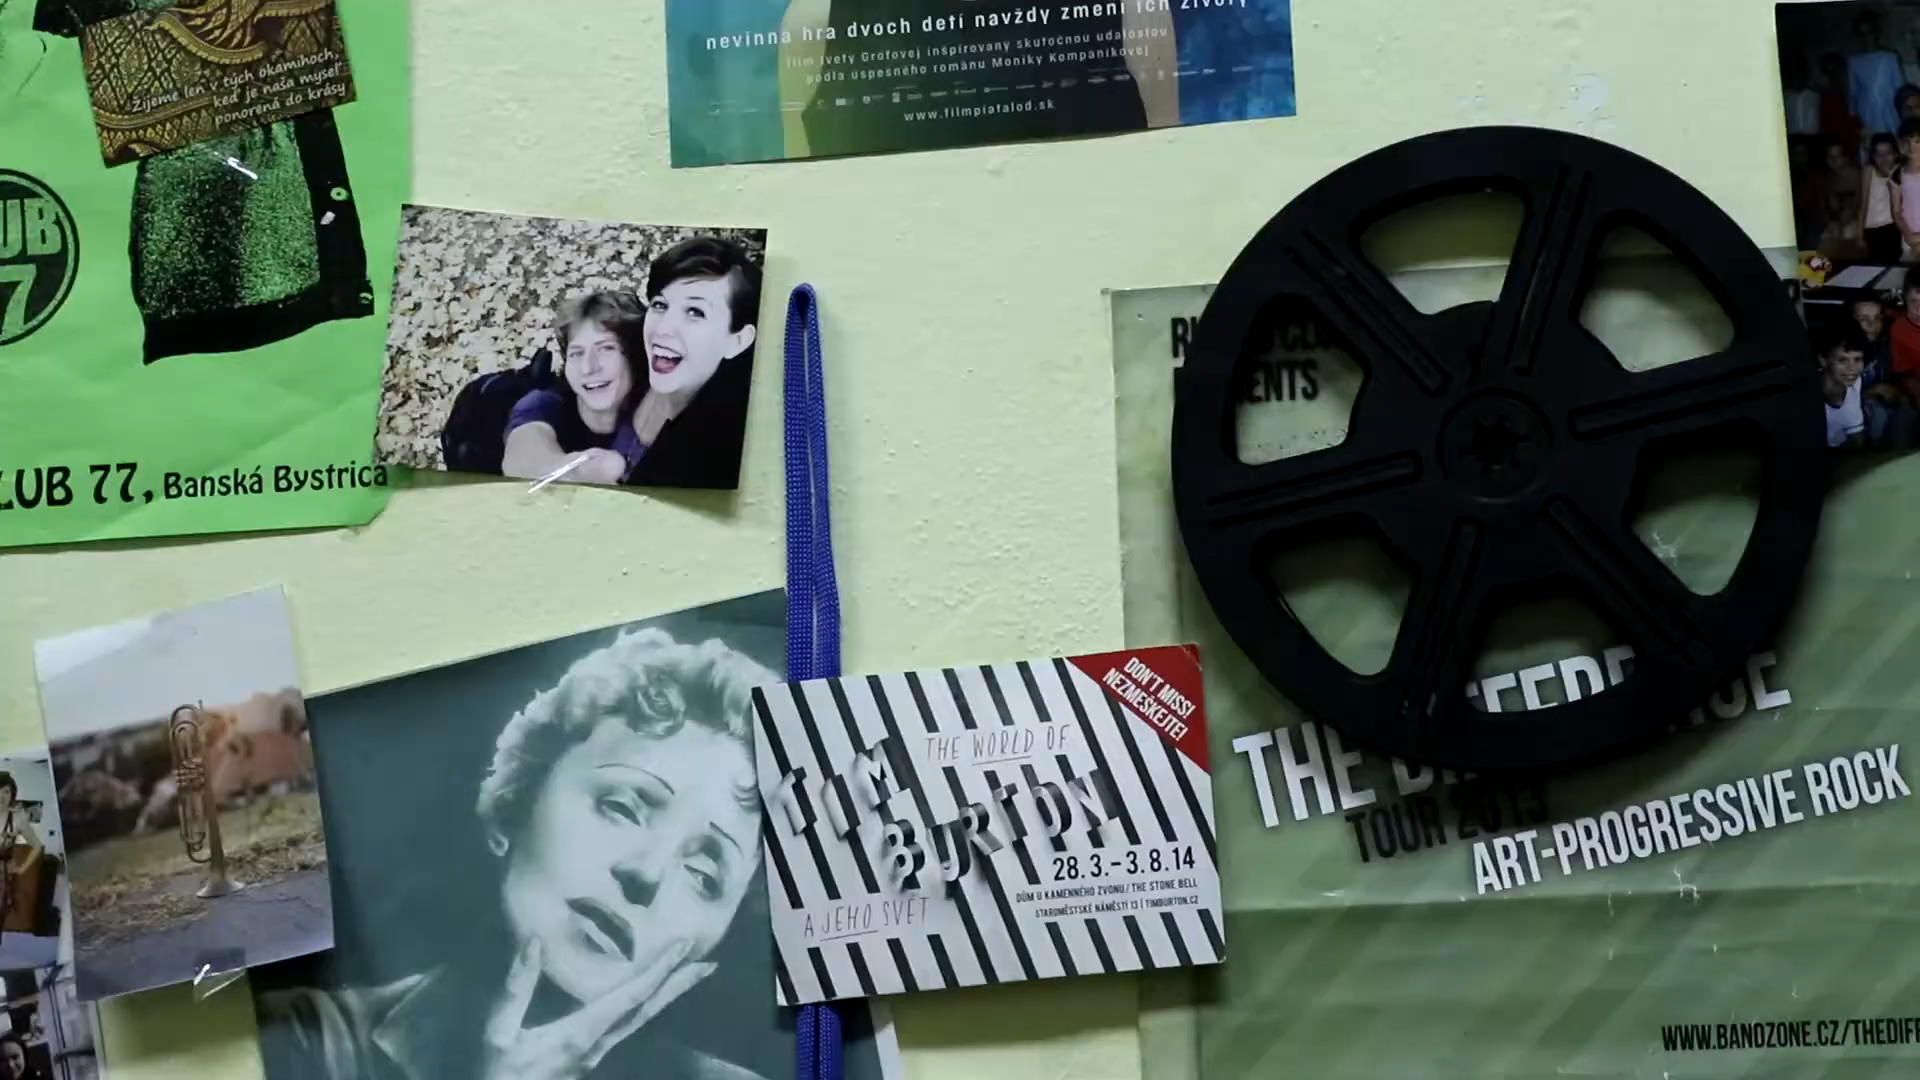 Žijeme len v tých okamihoch,
keď je naša myseľ
ponorená do krásy
UB
7
LUB 77, Banská Bystrica
nevinná hra dvoch detí navždy zmení ich životy
film Ivety Grófovej inšpirovaný skutočnou udalosťou
podľa úspešného románu Moniky Kompaníkovej
www.filmpiatalod.sk
DON'T MISS!
NEZMEŠKEJTE!
THE WORLD OF
TIM
BURTON
A JEHO SVĚT
28.3.–3.8.14
DŮM U KAMENNÉHO ZVONU / THE STONE BELL
STAROMĚSTSKÉ NÁMĚSTÍ 13 | TIMBURTON.CZ
ENTS
THE
TOUR 2013
ART-PROGRESSIVE ROCK
WWW.BANDZONE.CZ/THEDIFF